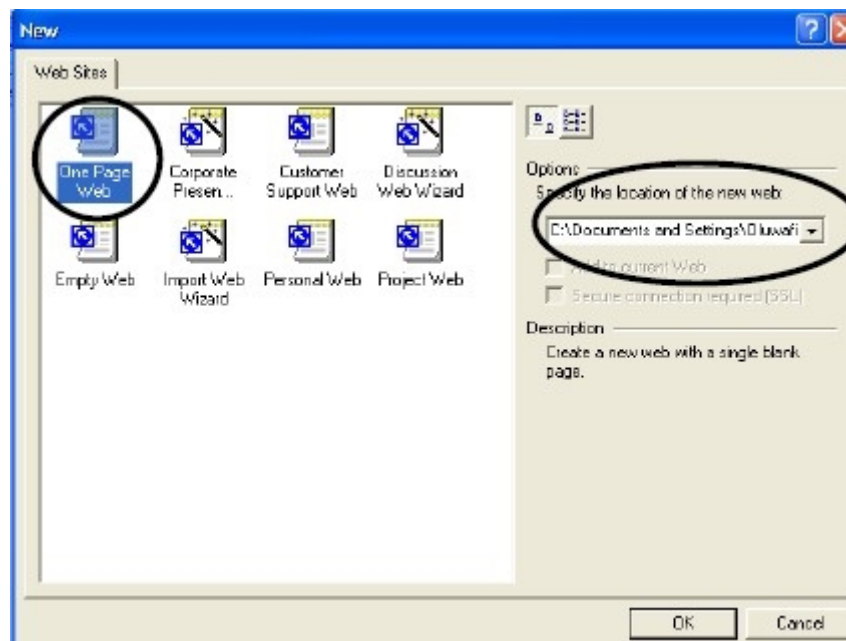 New
Web Sites
One Page
Web
Corporate
Presen...
Customer
Support Web
Discussion
Web Wizard
Empty Web
Import Web
Wizard
Personal Web
Project Web
Options
Specify the location of the new web:
C:\Documents and Settings\Oluwafi
Add to current Web
Secure connection required (SSL)
Description
Create a new web with a single blank
page.
OK
Cancel